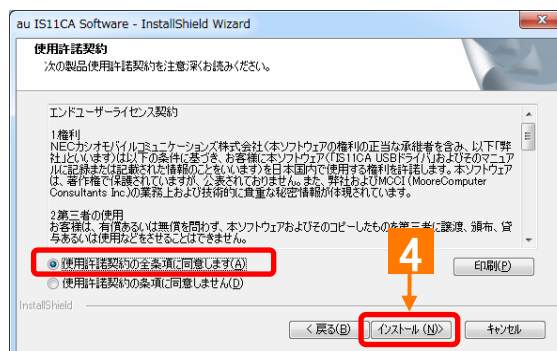 au IS11CA Software - InstallShield Wizard
使用許諾契約
次の製品使用許諾契約を注意深くお読みください。
エンドユーザーライセンス契約
1.権利
NECカシオモバイルコミュニケーションズ株式会社(本ソフトウェアの権利の正当な承継者を含み、以下「弊
社」といいます)は以下の条件に基づき、お客様に本ソフトウェア(「IS11CA USBドライバ」およびそのマニュア
ルに記録または記載された情報のことをいいます)を日本国内で使用する権利を許諾します。本ソフトウェア
は、著作権で保護されていますが、公表されておりません。また、弊社およびMCCI (MooreComputer
Consultants Inc.)の業務上および技術的に貴重な秘密情報が体現されています。
2.第三者の使用
お客様は、有償あるいは無償を問わず、本ソフトウェアおよびそのコピーしたものを第三者に譲渡、頒布、貸
与あるいは使用などをさせることはできません。
使用許諾契約の全条項に同意します(A)
4
印刷(P)
使用許諾契約の条項に同意しません(D)
InstallShield
< 戻る(B)
インストール (N)>
キャンセル